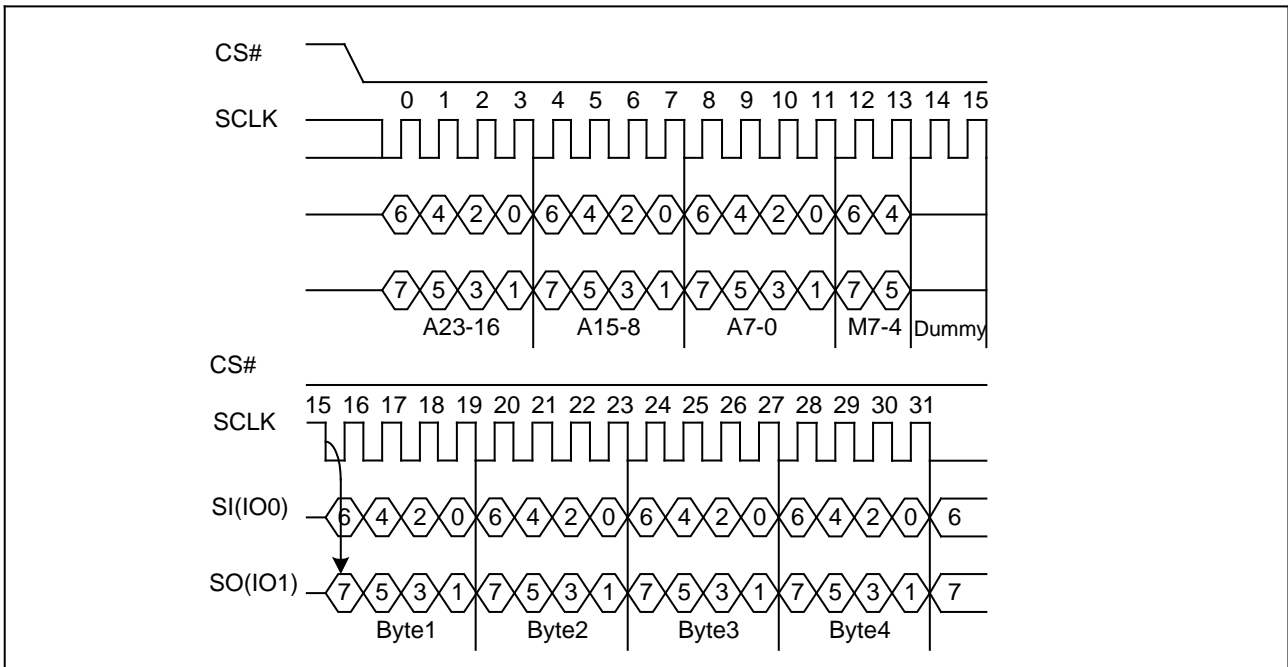 CS#
0 1 2 3 4 5 6 7 8 9 10 11 12 13 14 15
SCLK
6 4 2 0 6 4 2 0 6 4 2 0 6 4
7 5 3 1 7 5 3 1 7 5 3 1 7 5
A23-16 A15-8 A7-0 M7-4 Dummy
CS#
15 16 17 18 19 20 21 22 23 24 25 26 27 28 29 30 31
SCLK
SI(IO0) 6 4 2 0 6 4 2 0 6 4 2 0 6 4 2 0 6
SO(IO1) 7 5 3 1 7 5 3 1 7 5 3 1 7 5 3 1 7
Byte1 Byte2 Byte3 Byte4